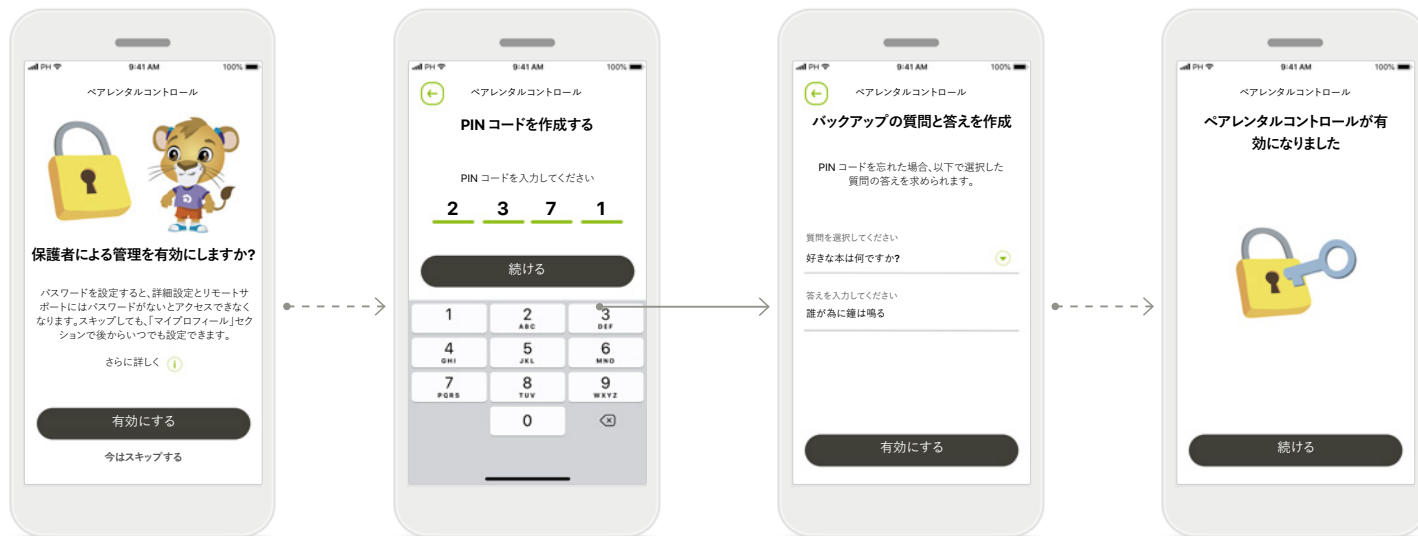 PH 9:41 AM 100%
ペアレンタルコントロール
保護者による管理を有効にしますか?
パスワードを設定すると、詳細設定とリモートサ
ポートにはパスワードがないとアクセスできなく
なります。スキップしても、「マイプロフィール」セク
ションで後からいつでも設定できます。
さらに詳しく i
有効にする
今はスキップする
PH 9:41 AM 100%
ペアレンタルコントロール
PIN コードを作成する
PIN コードを入力してください
2 3 7 1
続ける
1 2 3
ABC DEF
4 5 6
GHI JKL MNO
7 8 9
PQRS TUV WXYZ
0
PH 9:41 AM 100%
ペアレンタルコントロール
バックアップの質問と答えを作成
PIN コードを忘れた場合、以下で選択した
質問の答えを求められます。
質問を選択してください
好きな本は何ですか?
答えを入力してください
誰が為に鐘は鳴る
有効にする
PH 9:41 AM 100%
ペアレンタルコントロール
ペアレンタルコントロールが有
効になりました
続ける